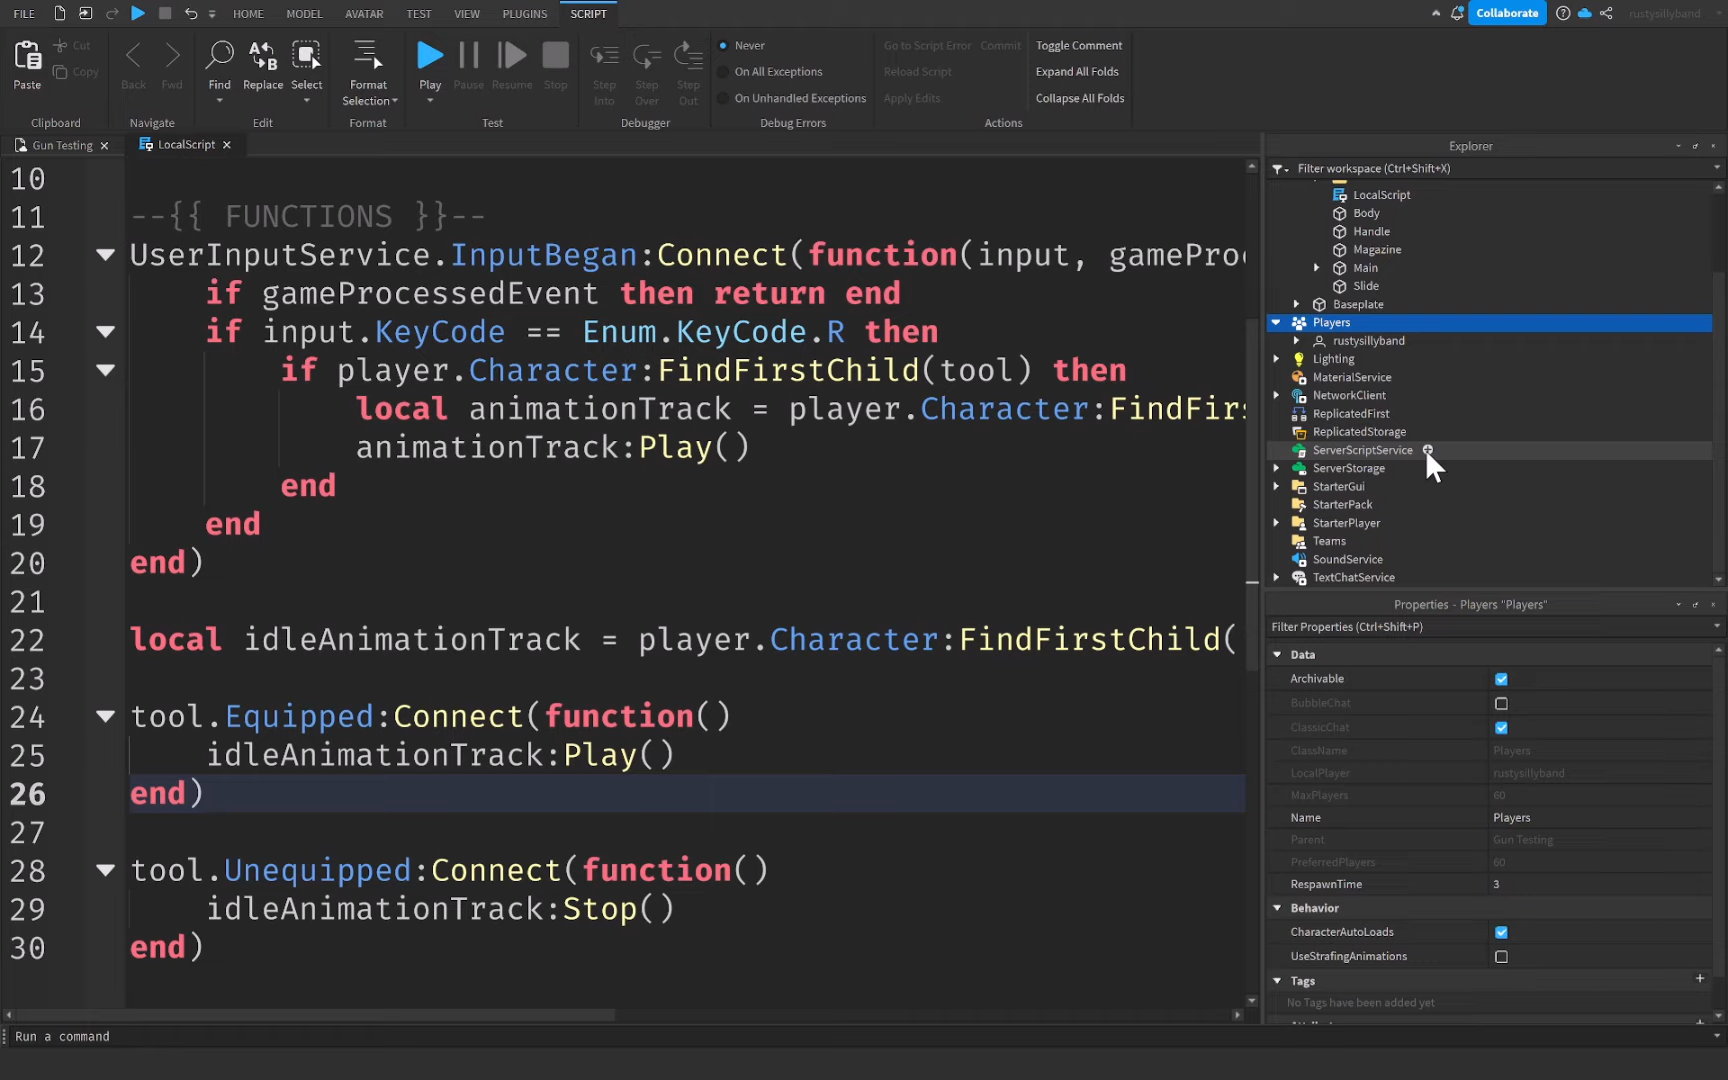 FILE HOME MODEL AVATAR TEST VIEW PLUGINS SCRIPT Collaborate rustysillyband
Paste Cut Copy Back Fwd Find Replace Select Format Selection Play Pause Resume Stop Step Into Step Over Step Out
Never
On All Exceptions
On Unhandled Exceptions
Go to Script Error Commit
Reload Script
Apply Edits
Toggle Comment
Expand All Folds
Collapse All Folds
Clipboard Navigate Edit Format Test Debugger Debug Errors Actions
Gun Testing LocalScript
10
11 --{{ FUNCTIONS }}--
12 UserInputService.InputBegan:Connect(function(input, gamePro
13 if gameProcessedEvent then return end
14 if input.KeyCode == Enum.KeyCode.R then
15 if player.Character:FindFirstChild(tool) then
16 local animationTrack = player.Character:FindFirs
17 animationTrack:Play()
18 end
19 end
20 end)
21
22 local idleAnimationTrack = player.Character:FindFirstChild(
23
24 tool.Equipped:Connect(function()
25 idleAnimationTrack:Play()
26 end)
27
28 tool.Unequipped:Connect(function()
29 idleAnimationTrack:Stop()
30 end)
Run a command
Explorer
Filter workspace (Ctrl+Shift+X)
LocalScript
Body
Handle
Magazine
Main
Slide
Baseplate
Players
rustysillyband
Lighting
MaterialService
NetworkClient
ReplicatedFirst
ReplicatedStorage
ServerScriptService
ServerStorage
StarterGui
StarterPack
StarterPlayer
Teams
SoundService
TextChatService
Properties - Players "Players"
Filter Properties (Ctrl+Shift+P)
Data
Archivable
BubbleChat
ClassicChat
ClassName Players
LocalPlayer rustysillyband
MaxPlayers 60
Name Players
Parent Gun Testing
PreferredPlayers 60
RespawnTime 3
Behavior
CharacterAutoLoads
UseStrafingAnimations
Tags
No Tags have been added yet